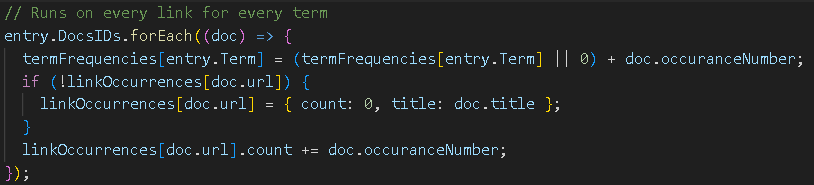 // Runs on every link for every term
entry.DocsIDs.forEach((doc) => {
  termFrequencies[entry.Term] = (termFrequencies[entry.Term] || 0) + doc.occuranceNumber;
  if (!linkOccurrences[doc.url]) {
    linkOccurrences[doc.url] = { count: 0, title: doc.title };
  }
  linkOccurrences[doc.url].count += doc.occuranceNumber;
});